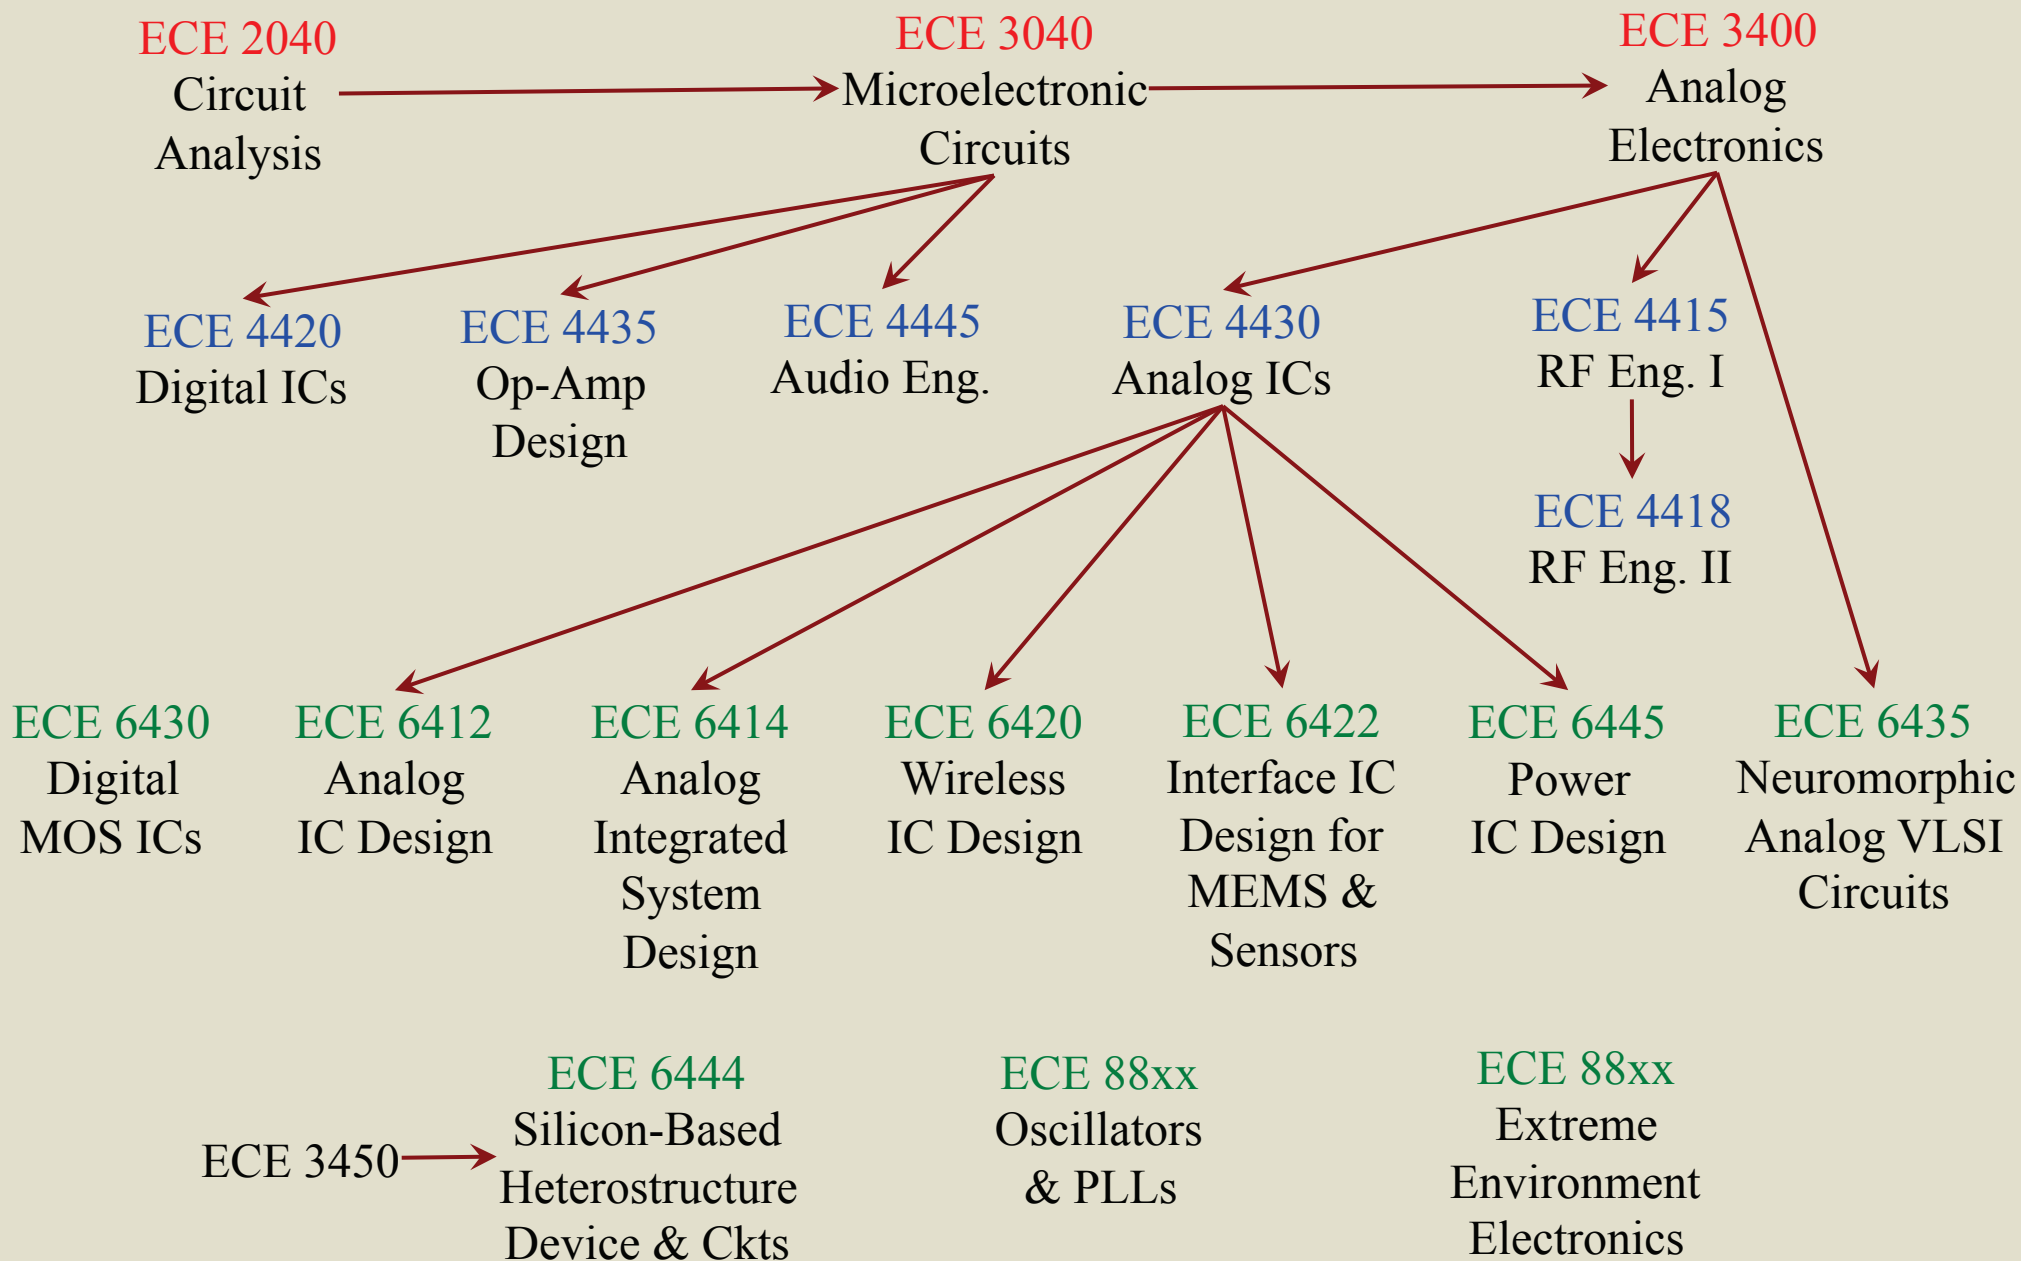 ECE 2040
Circuit
Analysis
ECE 3040
Microelectronic
Circuits
ECE 3400
Analog
Electronics
ECE 4420
Digital ICs
ECE 4435
Op-Amp
Design
ECE 4445
Audio Eng.
ECE 4430
Analog ICs
ECE 4415
RF Eng. I
ECE 4418
RF Eng. II
ECE 6430
Digital
MOS ICs
ECE 6412
Analog
IC Design
ECE 6414
Analog
Integrated
System
Design
ECE 6420
Wireless
IC Design
ECE 6422
Interface IC
Design for
MEMS &
Sensors
ECE 6445
Power
IC Design
ECE 6435
Neuromorphic
Analog VLSI
Circuits
ECE 3450
ECE 6444
Silicon-Based
Heterostructure
Device & Ckts
ECE 88xx
Oscillators
& PLLs
ECE 88xx
Extreme
Environment
Electronics